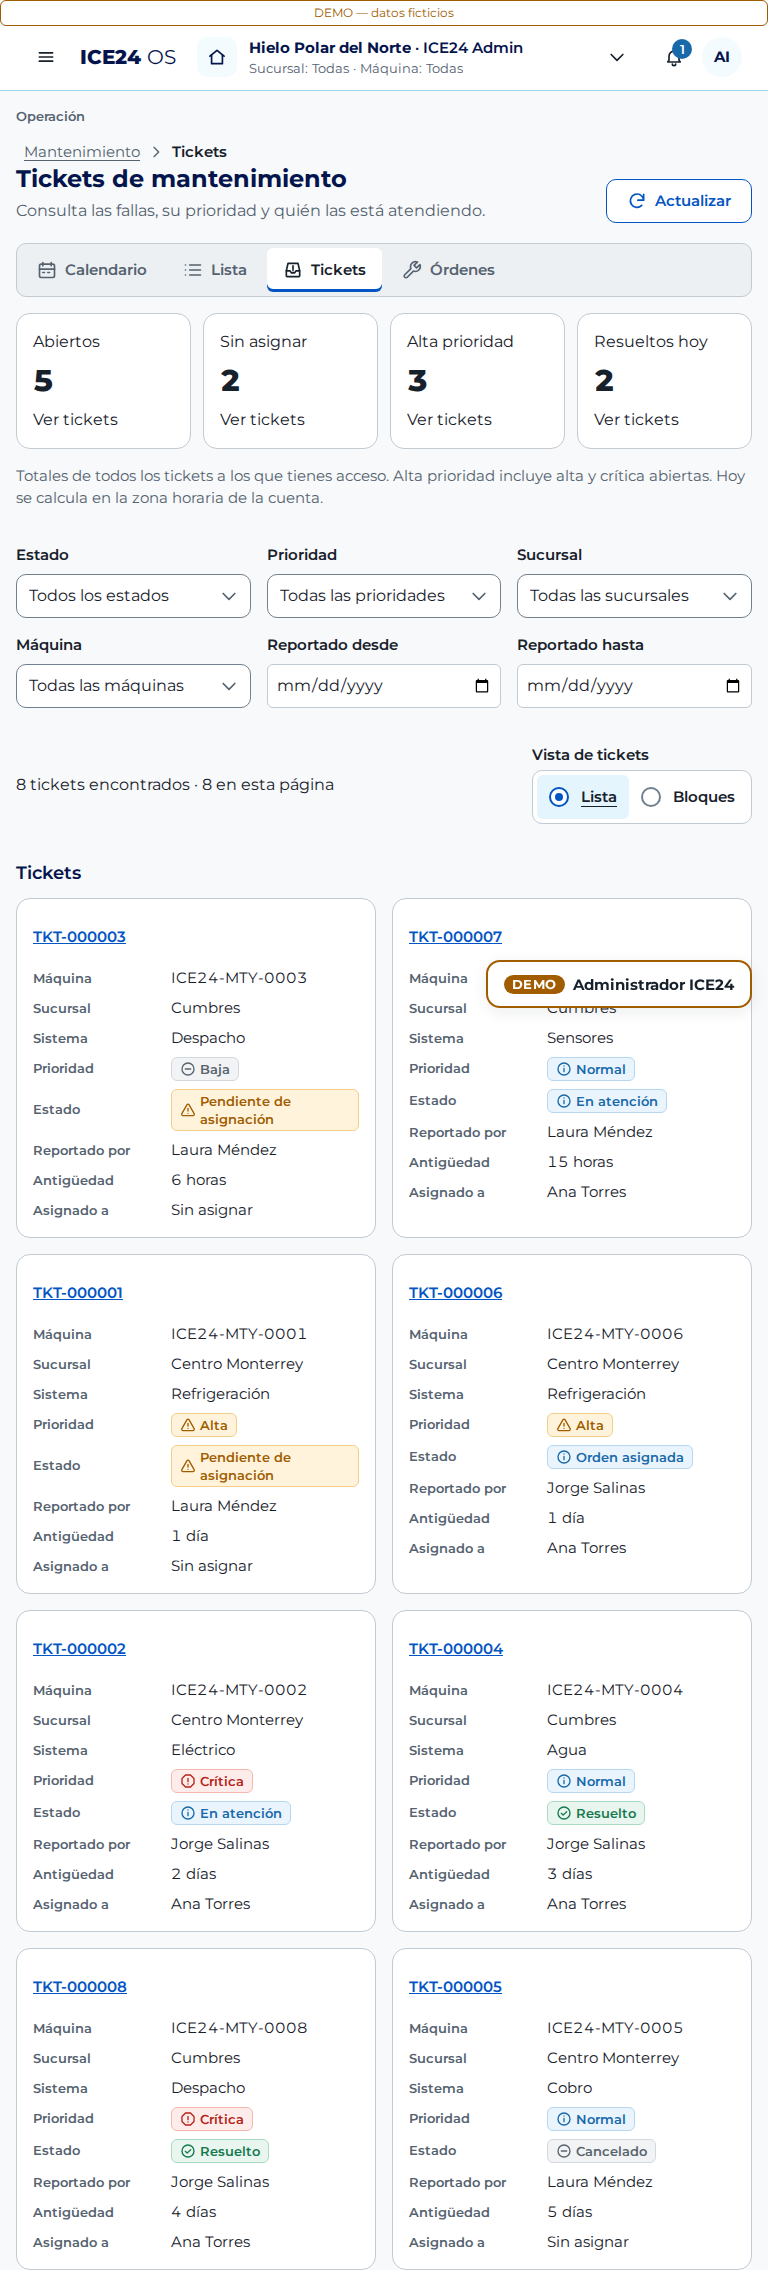 DEMO — datos ficticios
ICE24 OS
Hielo Polar del Norte · ICE24 Admin
Sucursal: Todas · Máquina: Todas
1
AI
Operación
Mantenimiento > Tickets
Tickets de mantenimiento
Consulta las fallas, su prioridad y quién las está atendiendo.
Actualizar
Calendario Lista Tickets Órdenes
Abiertos
5
Ver tickets
Sin asignar
2
Ver tickets
Alta prioridad
3
Ver tickets
Resueltos hoy
2
Ver tickets
Totales de todos los tickets a los que tienes acceso. Alta prioridad incluye alta y crítica abiertas. Hoy
se calcula en la zona horaria de la cuenta.
Estado
Todos los estados
Prioridad
Todas las prioridades
Sucursal
Todas las sucursales
Máquina
Todas las máquinas
Reportado desde
mm/dd/yyyy
Reportado hasta
mm/dd/yyyy
8 tickets encontrados · 8 en esta página
Vista de tickets
Lista Bloques
Tickets
TKT-000003
Máquina ICE24-MTY-0003
Sucursal Cumbres
Sistema Despacho
Prioridad Baja
Estado Pendiente de
asignación
Reportado por Laura Méndez
Antigüedad 6 horas
Asignado a Sin asignar
TKT-000007
Máquina
DEMO Administrador ICE24
Sucursal Cumbres
Sistema Sensores
Prioridad Normal
Estado En atención
Reportado por Laura Méndez
Antigüedad 15 horas
Asignado a Ana Torres
TKT-000001
Máquina ICE24-MTY-0001
Sucursal Centro Monterrey
Sistema Refrigeración
Prioridad Alta
Estado Pendiente de
asignación
Reportado por Laura Méndez
Antigüedad 1 día
Asignado a Sin asignar
TKT-000006
Máquina ICE24-MTY-0006
Sucursal Centro Monterrey
Sistema Refrigeración
Prioridad Alta
Estado Orden asignada
Reportado por Jorge Salinas
Antigüedad 1 día
Asignado a Ana Torres
TKT-000002
Máquina ICE24-MTY-0002
Sucursal Centro Monterrey
Sistema Eléctrico
Prioridad Crítica
Estado En atención
Reportado por Jorge Salinas
Antigüedad 2 días
Asignado a Ana Torres
TKT-000004
Máquina ICE24-MTY-0004
Sucursal Cumbres
Sistema Agua
Prioridad Normal
Estado Resuelto
Reportado por Jorge Salinas
Antigüedad 3 días
Asignado a Ana Torres
TKT-000008
Máquina ICE24-MTY-0008
Sucursal Cumbres
Sistema Despacho
Prioridad Crítica
Estado Resuelto
Reportado por Jorge Salinas
Antigüedad 4 días
Asignado a Ana Torres
TKT-000005
Máquina ICE24-MTY-0005
Sucursal Centro Monterrey
Sistema Cobro
Prioridad Normal
Estado Cancelado
Reportado por Laura Méndez
Antigüedad 5 días
Asignado a Sin asignar